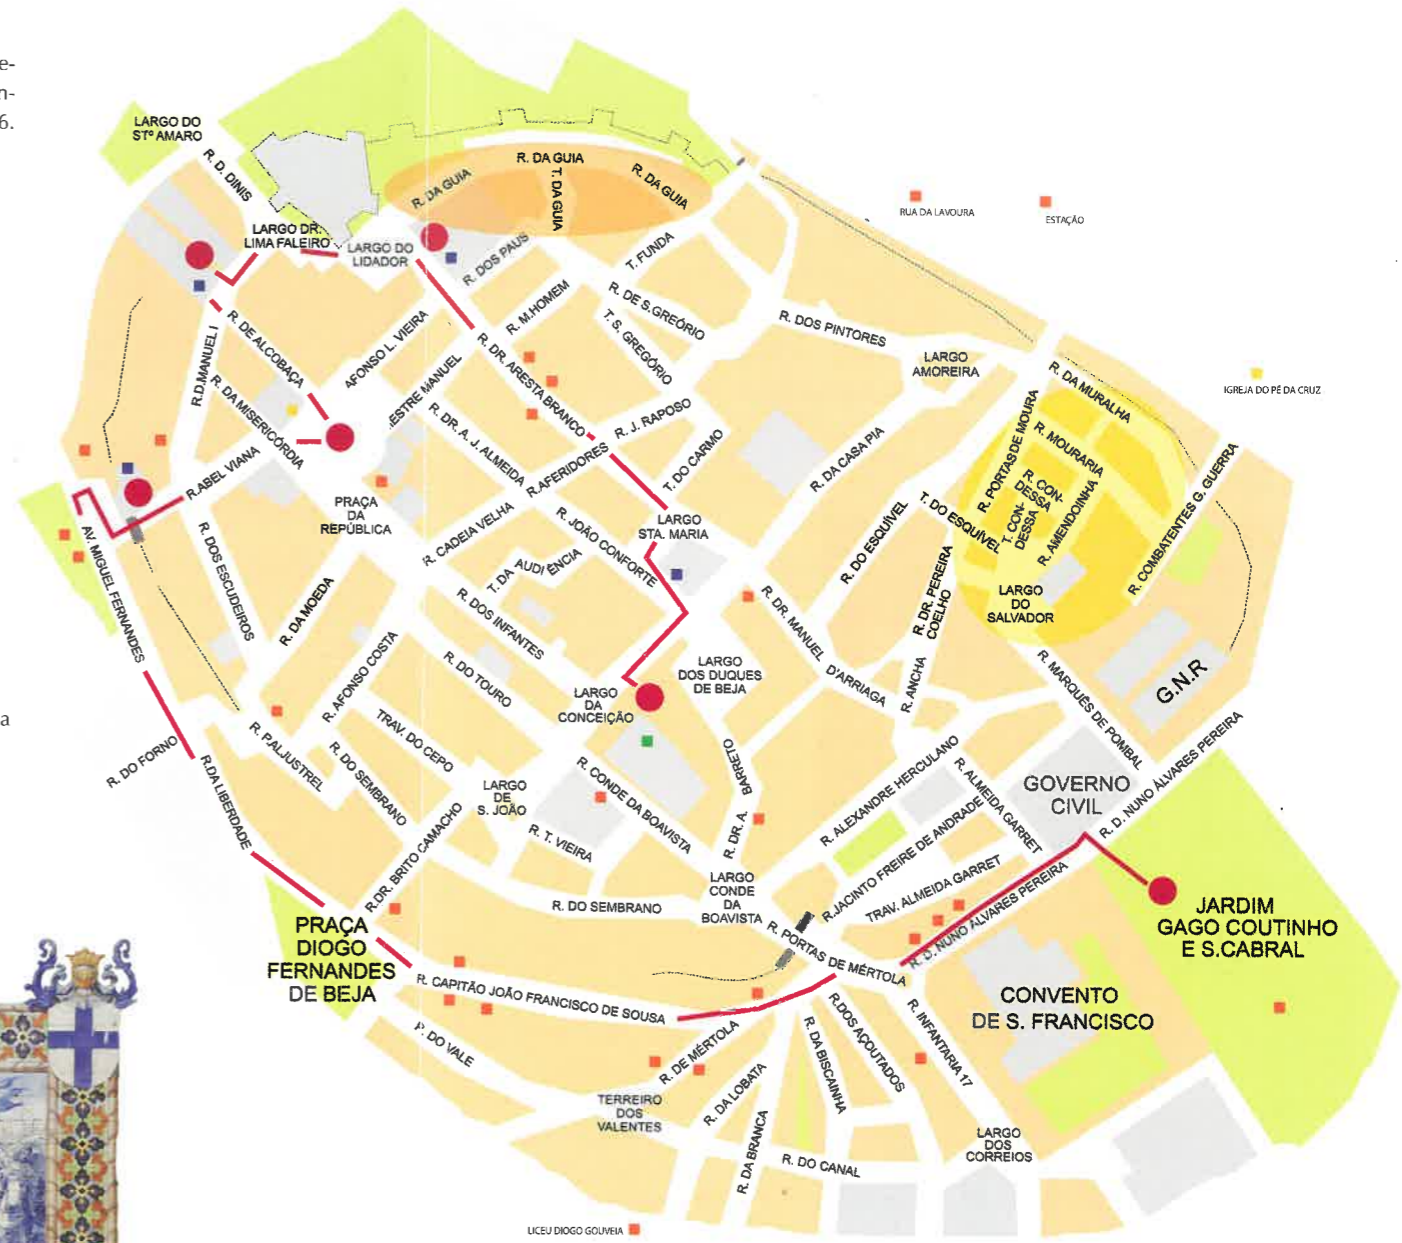 e-
n-
6.
a
LARGO DO
STº AMARO
R. D. DINIS
LARGO DR.
LIMA FALEIRO
LARGO DO
LIDADOR
R. DA GUIA
R. DA GUIA
R. DA GUIA
T. DA GUIA
RUA DA LAVOURA
ESTAÇÃO
R. DOS PAUS
T. FUNDA
R. M.HOMEM
R. DE S.GREÓRIO
T. S. GREGÓRIO
R. DOS PINTORES
LARGO
AMOREIRA
R. DA MURALHA
IGREJA DO PÉ DA CRUZ
R.D.MANUEL I
R. DE ALCOBAÇA
AFONSO L. VIEIRA
ESTRE MANUEL
R. DR. ARESTA BRANCO
R. DA MISERICÓRDIA
R. DR. A. J. ALMEIDA
R. J. RAPOSO
R.AFERIDORES
T. DO CARMO
R. DA CASA PIA
R. PORTAS DE MOURA
R. MOURARIA
R. CON-
DESSA
T. CON-
DESSA
R. AMENDOINHA
R. COMBATENTES G. GUERRA
R.ABEL VIANA
PRAÇA
DA
REPÚBLICA
R. CADEIA VELHA
R. JOÃO CONFORTE
LARGO
STA. MARIA
T. DO ESQUÍVEL
R. DO ESQUÍVEL
AV. MIGUEL FERNANDES
R. DOS ESCUDEIROS
R. DA MOEDA
T. DA AUDIÊNCIA
R. DOS INFANTES
R. DR. MANUEL D'ARRIAGA
R. DR. PEREIRA
COELHO
LARGO
DO
SALVADOR
R. AFONSO COSTA
R. DO TOURO
LARGO
DA
CONCEIÇÃO
LARGO
DOS DUQUES
DE BEJA
R. ANCHA
R. MARQUÊS DE POMBAL
G.N.R
R. DO FORNO
R. PALJUSTREL
TRAV. DO CEPO
R. DO SEMBRANO
R.DA LIBERDADE
LARGO
DE
S. JOÃO
R. CONDE DA BOAVISTA
R. DR. A. BARRETO
R. ALEXANDRE HERCULANO
R. ALMEIDA GARRET
GOVERNO
CIVIL
R. D. NUNO ÁLVARES PEREIRA
R.DR. BRITO CAMACHO
R. T. VIEIRA
R.JACINTO FREIRE DE ANDRADE
TRAV. ALMEIDA GARRET
R. DO SEMBRANO
LARGO
CONDE
DA
BOAVISTA
R. D. NUNO ÁLVARES PEREIRA
JARDIM
GAGO COUTINHO
E S.CABRAL
PRAÇA
DIOGO
FERNANDES
DE BEJA
R. PORTAS DE MÉRTOLA
R. CAPITÃO JOÃO FRANCISCO DE SOUSA
CONVENTO
DE S. FRANCISCO
R. DO VALE
R. DE MÉRTOLA
R.DOS AÇOUTADOS
R. DA BISCAINHA
R. INFANTARIA 17
TERREIRO
DOS
VALENTES
R. DA LOBATA
R. DA BRANCA
R. DO CANAL
LARGO
DOS
CORREIOS
LICEU DIOGO GOUVEIA